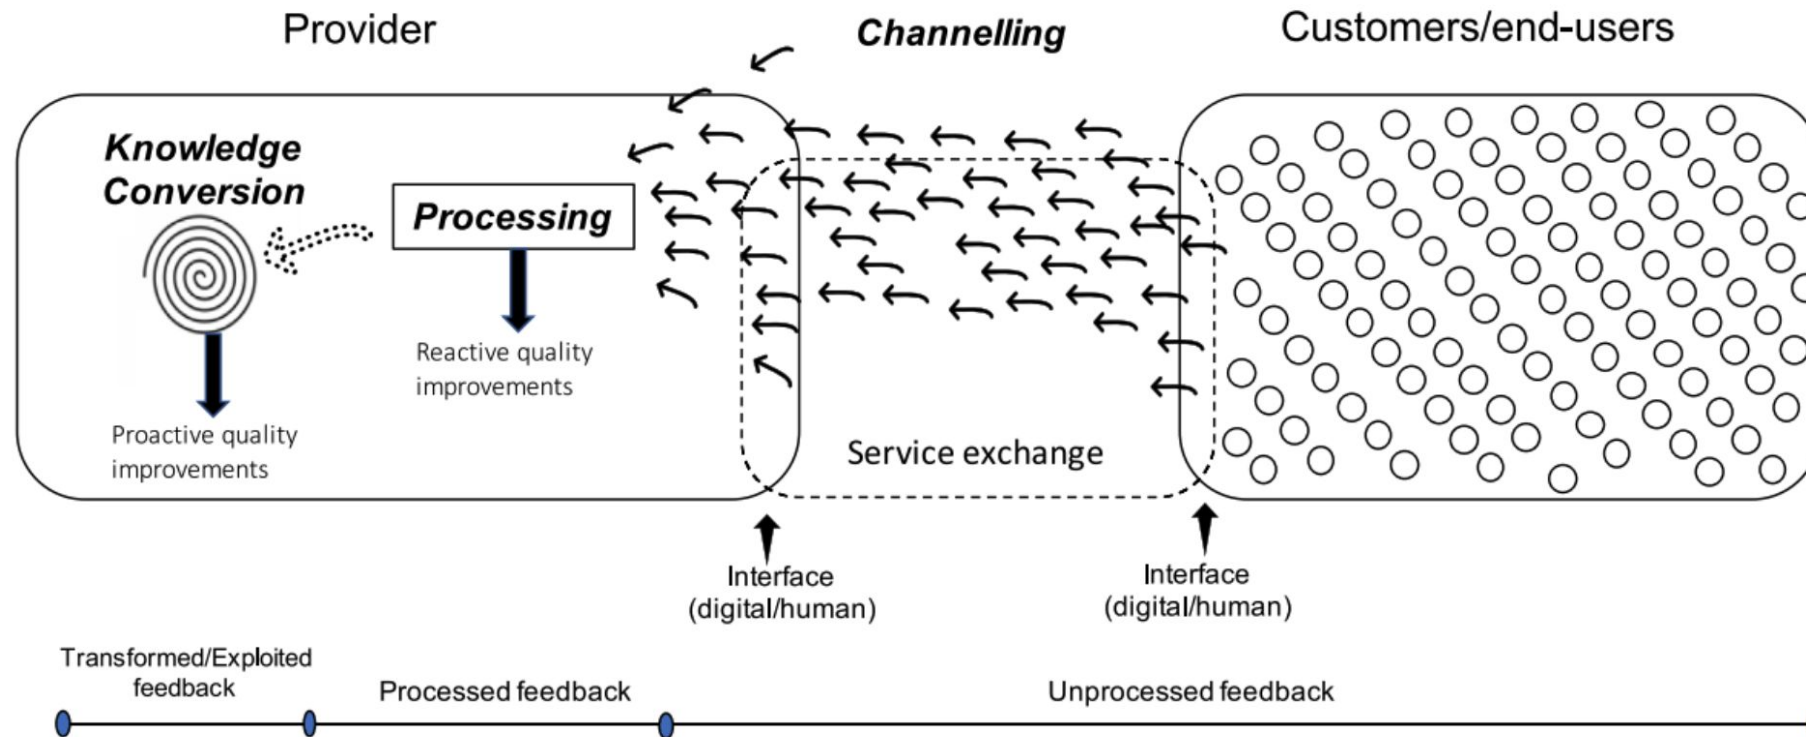 Provider
Channelling
Customers/end-users
Knowledge
Conversion
Processing
Reactive quality
improvements
Proactive quality
improvements
Service exchange
Interface
(digital/human)
Interface
(digital/human)
Transformed/Exploited
feedback
Processed feedback
Unprocessed feedback